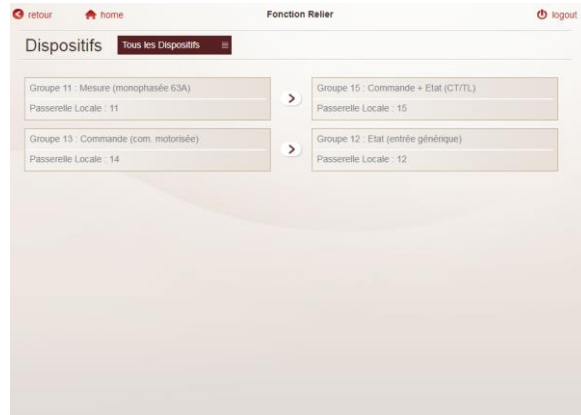 retour home Fonction Relier logout
Dispositifs Tous les Dispositifs
Groupe 11 : Mesure (monophasée 63A)
Passerelle Locale : 11
Groupe 15 : Commande + Etat (CT/TL)
Passerelle Locale : 15
Groupe 13 : Commande (com. motorisée)
Passerelle Locale : 14
Groupe 12 : Etat (entrée générique)
Passerelle Locale : 12